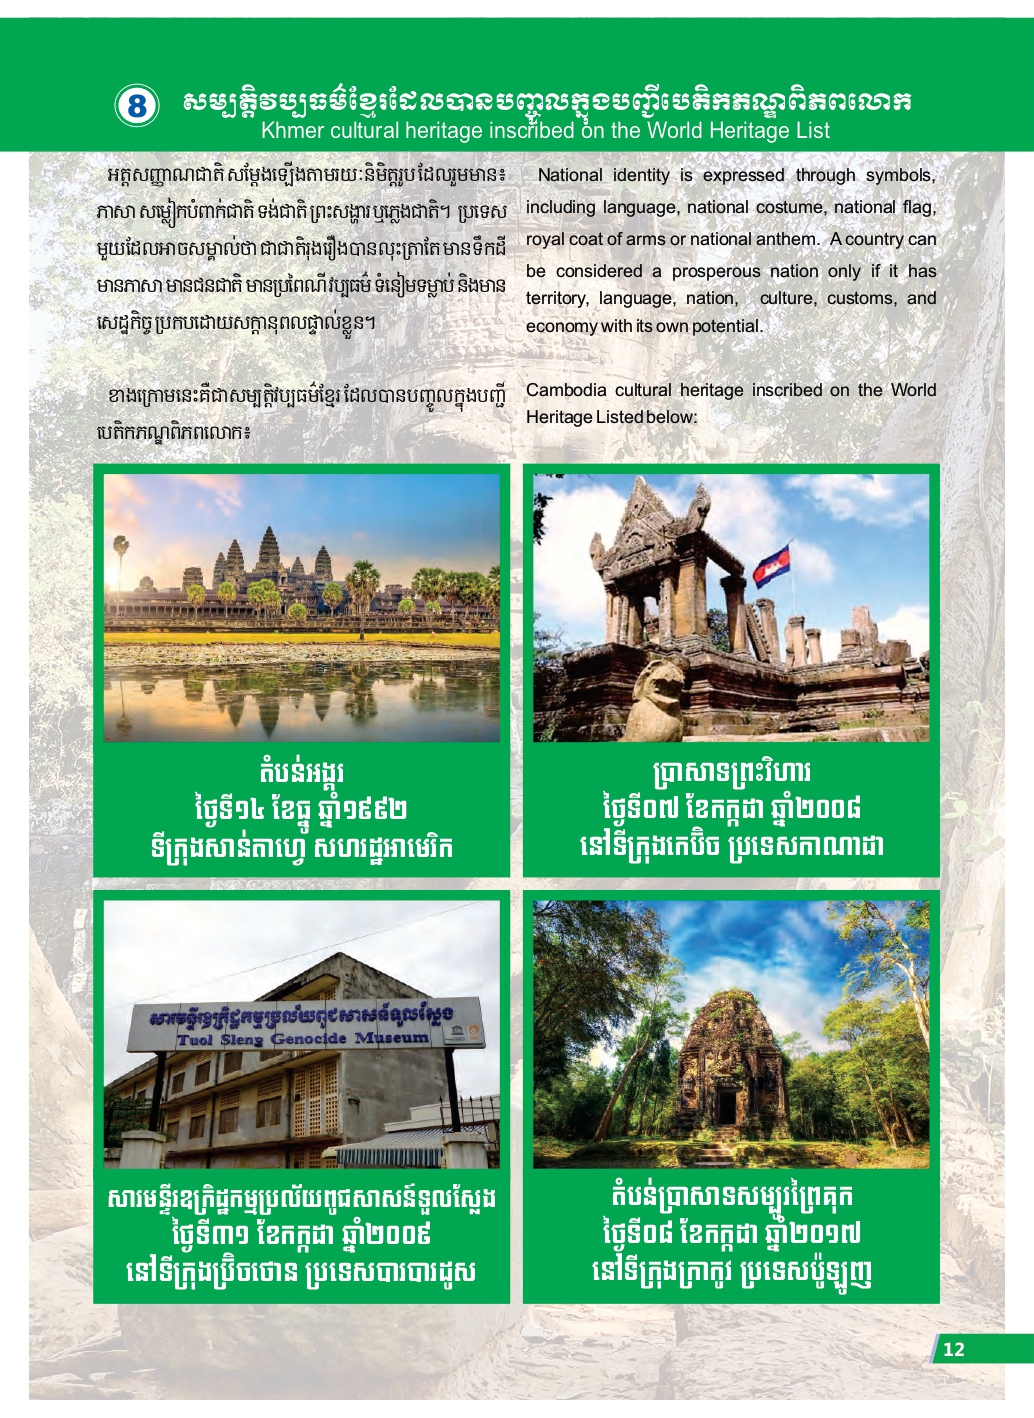 8
សម្បត្តិវប្បធម៌ខ្មែរដែលបានបញ្ចូលក្នុងបញ្ជីបេតិកភណ្ឌពិភពលោក
Khmer cultural heritage inscribed on the World Heritage List
អត្តសញ្ញាណជាតិ សម្តែងឡើងតាមរយៈនិមិត្តរូប ដែលរួមមាន៖
ភាសា សម្លៀកបំពាក់ជាតិ ទង់ជាតិ ព្រះសង្ហារ ឬភ្លេងជាតិ។ ប្រទេស
មួយដែលអាចសម្គាល់ថា ជាជាតិរុងរឿងបានលុះត្រាតែ មានទឹកដី
មានភាសា មានជនជាតិ មានប្រពៃណីវប្បធម៌ ទំនៀមទម្លាប់ និងមាន
សេដ្ឋកិច្ច ប្រកបដោយសក្តានុពលផ្ទាល់ខ្លួន។
ខាងក្រោមនេះគឺជាសម្បត្តិវប្បធម៌ខ្មែរ ដែលបានបញ្ចូលក្នុងបញ្ជី
បេតិកភណ្ឌពិភពលោក៖
National identity is expressed through symbols,
including language, national costume, national flag,
royal coat of arms or national anthem. A country can
be considered a prosperous nation only if it has
territory, language, nation, culture, customs, and
economy with its own potential.
Cambodia cultural heritage inscribed on the World
Heritage Listed below:
តំបន់អង្គរ
ថ្ងៃទី១៤ ខែធ្នូ ឆ្នាំ១៩៩២
ទីក្រុងសាន់តាហ្វេ សហរដ្ឋអាមេរិក
ប្រាសាទព្រះវិហារ
ថ្ងៃទី០៧ ខែកក្កដា ឆ្នាំ២០០៨
នៅទីក្រុងកេប៊ិច ប្រទេសកាណាដា
សារមន្ទីរឧក្រិដ្ឋកម្មប្រល័យពូជសាសន៍ទួលស្លែង
Tuol Sleng Genocide Museum
សារមន្ទីរឧក្រិដ្ឋកម្មប្រល័យពូជសាសន៍ទួលស្លែង
ថ្ងៃទី៣១ ខែកក្កដា ឆ្នាំ២០០៩
នៅទីក្រុងប្រ៊ិចថោន ប្រទេសបារបារដូស
តំបន់ប្រាសាទសម្បូរព្រៃគុក
ថ្ងៃទី០៨ ខែកក្កដា ឆ្នាំ២០១៧
នៅទីក្រុងក្រាកូវ ប្រទេសប៉ូឡូញ
12